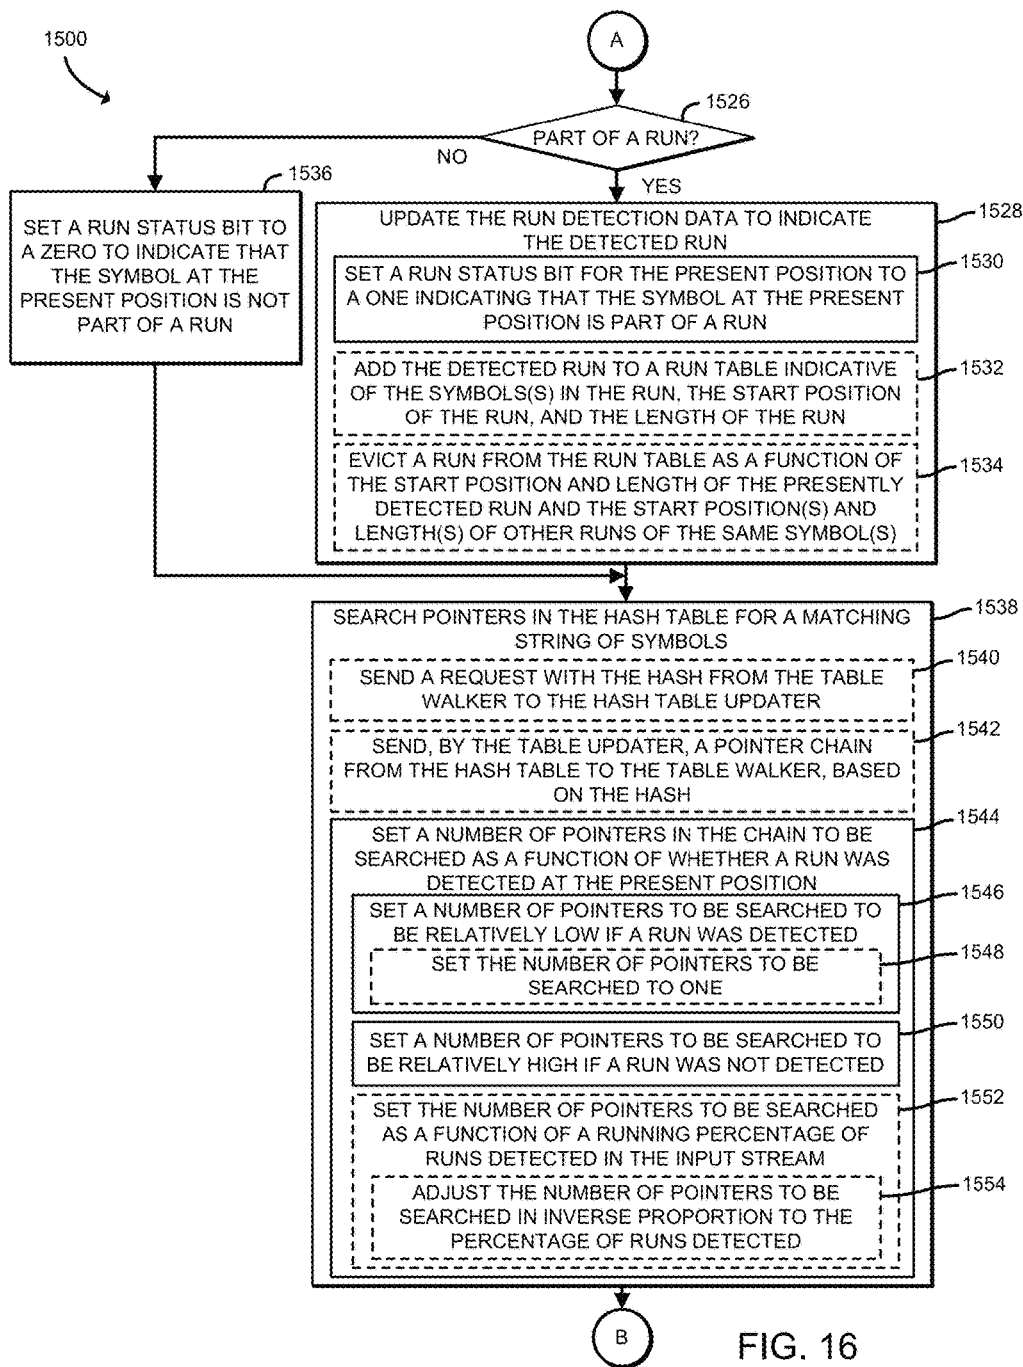 1500
A
1526
PART OF A RUN?
NO
YES
1536
SET A RUN STATUS BIT TO
A ZERO TO INDICATE THAT
THE SYMBOL AT THE
PRESENT POSITION IS NOT
PART OF A RUN
1528
UPDATE THE RUN DETECTION DATA TO INDICATE
THE DETECTED RUN
1530
SET A RUN STATUS BIT FOR THE PRESENT POSITION TO
A ONE INDICATING THAT THE SYMBOL AT THE PRESENT
POSITION IS PART OF A RUN
1532
ADD THE DETECTED RUN TO A RUN TABLE INDICATIVE
OF THE SYMBOLS(S) IN THE RUN, THE START POSITION
OF THE RUN, AND THE LENGTH OF THE RUN
1534
EVICT A RUN FROM THE RUN TABLE AS A FUNCTION OF
THE START POSITION AND LENGTH OF THE PRESENTLY
DETECTED RUN AND THE START POSITION(S) AND
LENGTH(S) OF OTHER RUNS OF THE SAME SYMBOL(S)
1538
SEARCH POINTERS IN THE HASH TABLE FOR A MATCHING
STRING OF SYMBOLS
1540
SEND A REQUEST WITH THE HASH FROM THE TABLE
WALKER TO THE HASH TABLE UPDATER
1542
SEND, BY THE TABLE UPDATER, A POINTER CHAIN
FROM THE HASH TABLE TO THE TABLE WALKER, BASED
ON THE HASH
1544
SET A NUMBER OF POINTERS IN THE CHAIN TO BE
SEARCHED AS A FUNCTION OF WHETHER A RUN WAS
DETECTED AT THE PRESENT POSITION
1546
SET A NUMBER OF POINTERS TO BE SEARCHED TO
BE RELATIVELY LOW IF A RUN WAS DETECTED
1548
SET THE NUMBER OF POINTERS TO BE
SEARCHED TO ONE
1550
SET A NUMBER OF POINTERS TO BE SEARCHED TO
BE RELATIVELY HIGH IF A RUN WAS NOT DETECTED
1552
SET THE NUMBER OF POINTERS TO BE SEARCHED
AS A FUNCTION OF A RUNNING PERCENTAGE OF
RUNS DETECTED IN THE INPUT STREAM
1554
ADJUST THE NUMBER OF POINTERS TO BE
SEARCHED IN INVERSE PROPORTION TO THE
PERCENTAGE OF RUNS DETECTED
B
FIG. 16